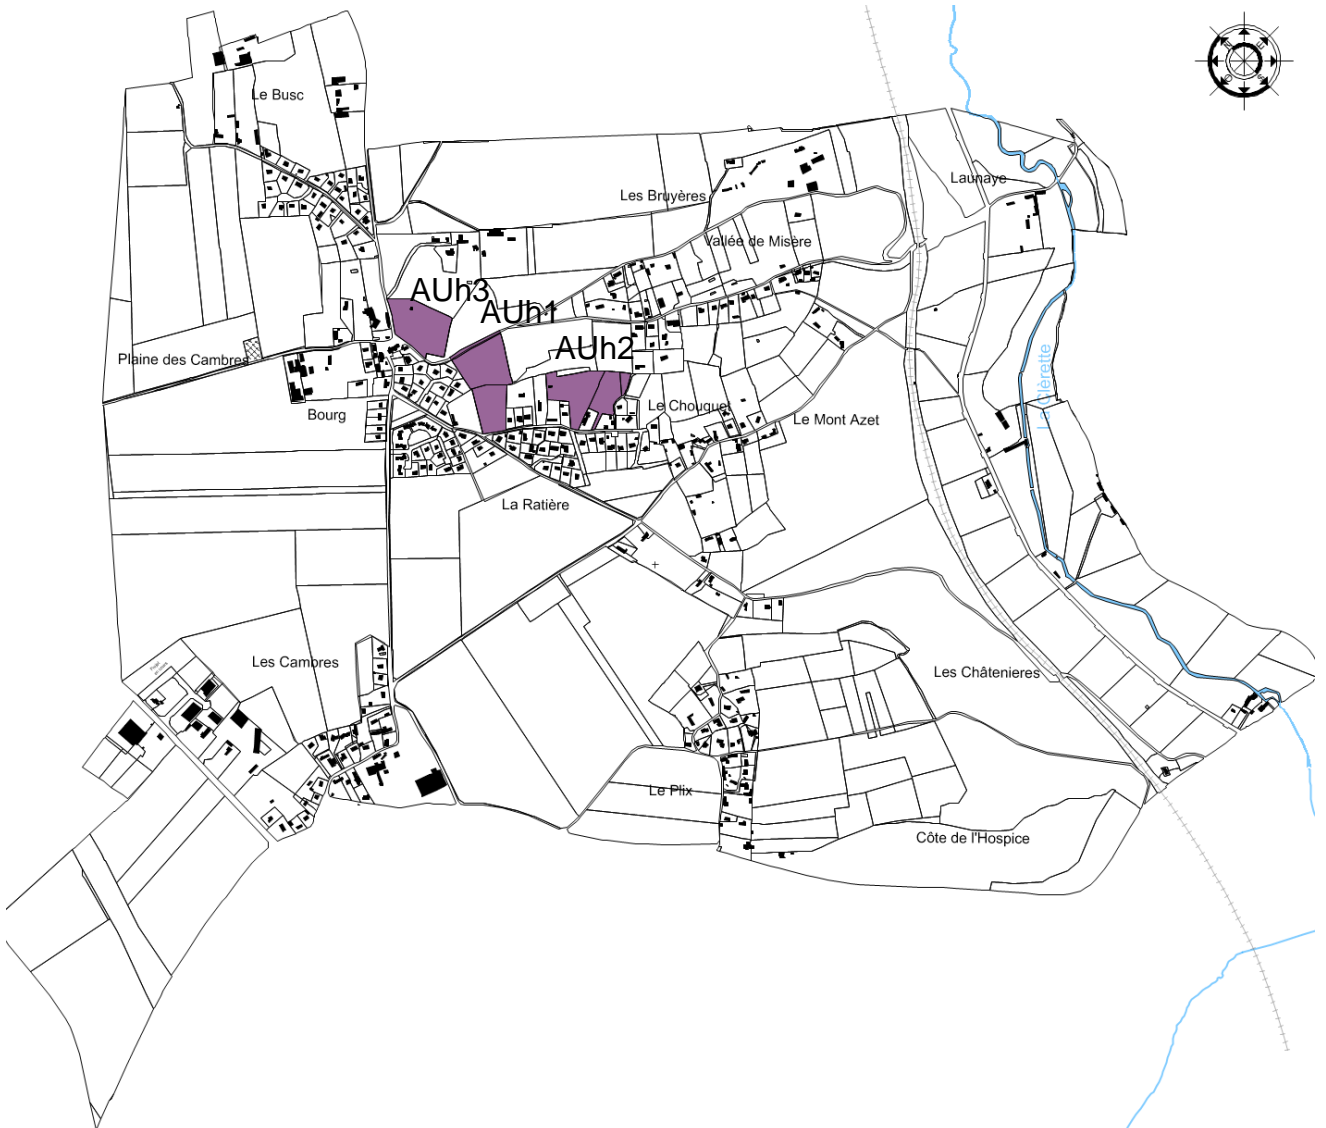 Le Busc
Launaye
Les Bruyères
Vallée de Misère
AUh3
AUh1
AUh2
Plaine des Cambres
La Clèrette
Bourg
Le Chouquet
Le Mont Azet
La Ratière
Les Cambres
Les Châtenieres
Le Plix
Côte de l'Hospice